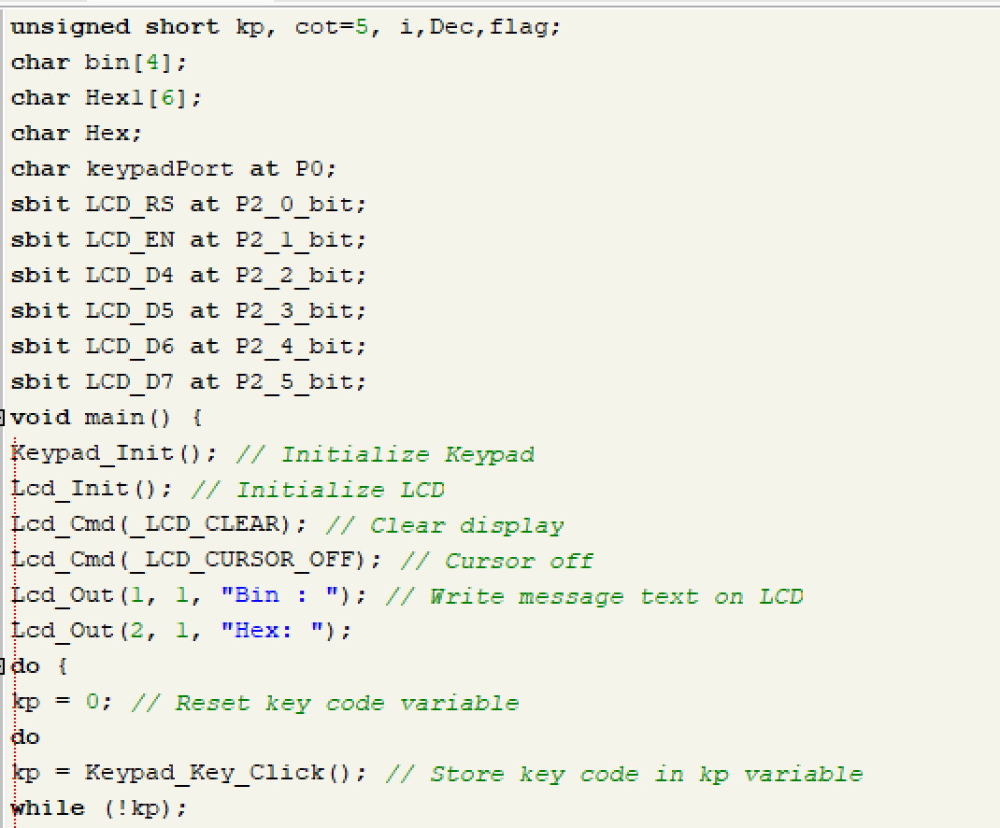 unsigned short kp, cot=5, i,Dec,flag;
char bin[4];
char Hex1[6];
char Hex;
char keypadPort at P0;
sbit LCD_RS at P2_0_bit;
sbit LCD_EN at P2_1_bit;
sbit LCD_D4 at P2_2_bit;
sbit LCD_D5 at P2_3_bit;
sbit LCD_D6 at P2_4_bit;
sbit LCD_D7 at P2_5_bit;
void main() {
Keypad_Init(); // Initialize Keypad
Lcd_Init(); // Initialize LCD
Lcd_Cmd(_LCD_CLEAR); // Clear display
Lcd_Cmd(_LCD_CURSOR_OFF); // Cursor off
Lcd_Out(1, 1, "Bin : "); // Write message text on LCD
Lcd_Out(2, 1, "Hex: ");
do {
kp = 0; // Reset key code variable
do
kp = Keypad_Key_Click(); // Store key code in kp variable
while (!kp);